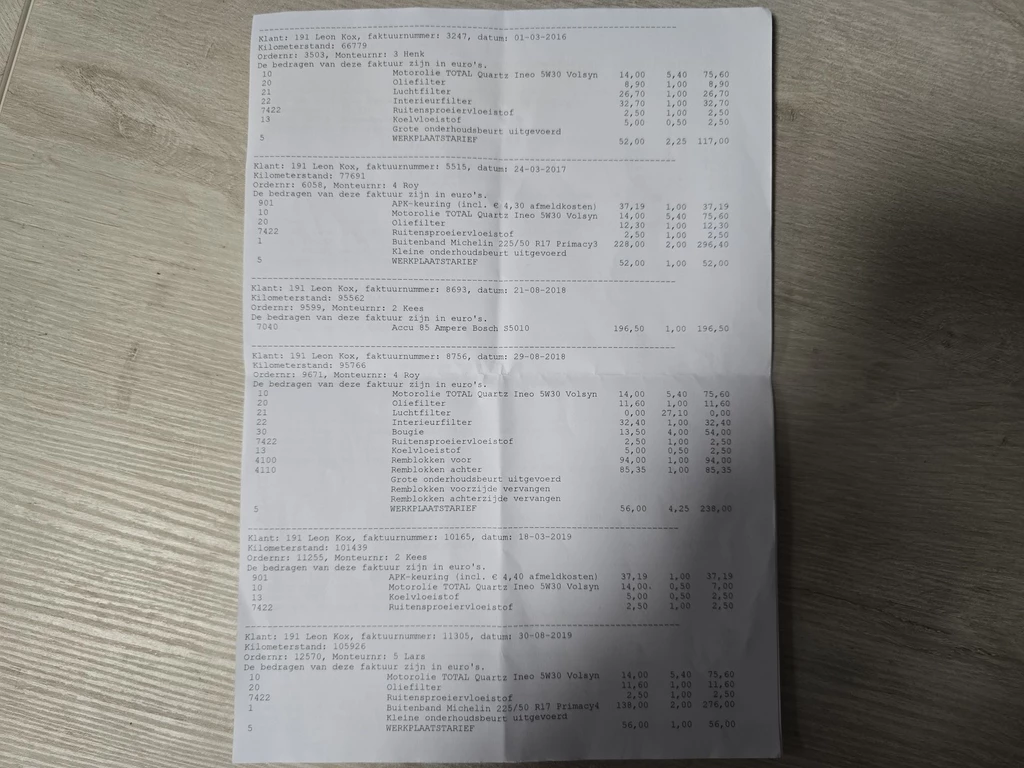 Klant: 191 Leon Kox, faktuurnummer: 3247, datum: 01-03-2016
Kilometerstand: 66779
Ordernr: 3503, Monteurnr: 3 Henk
De bedragen van deze faktuur zijn in euro's.
10 Motorolie TOTAL Quartz Ineo 5W30 Volsyn 14,00 5,40 75,60
20 Oliefilter 8,90 1,00 8,90
21 Luchtfilter 26,70 1,00 26,70
22 Interieurfilter 32,70 1,00 32,70
7422 Ruitensproeiervloeistof 2,50 1,00 2,50
13 Koelvloeistof 5,00 0,50 2,50
Grote onderhoudsbeurt uitgevoerd
5 WERKPLAATSTARIEF 52,00 2,25 117,00
Klant: 191 Leon Kox, faktuurnummer: 5515, datum: 24-03-2017
Kilometerstand: 77691
Ordernr: 6058, Monteurnr: 4 Roy
De bedragen van deze faktuur zijn in euro's.
901 APK-keuring (incl. € 4,30 afmeldkosten) 37,19 1,00 37,19
10 Motorolie TOTAL Quartz Ineo 5W30 Volsyn 14,00 5,40 75,60
20 Oliefilter 12,30 1,00 12,30
7422 Ruitensproeiervloeistof 2,50 1,00 2,50
1 Buitenband Michelin 225/50 R17 Primacy3 228,00 2,00 296,40
Kleine onderhoudsbeurt uitgevoerd
5 WERKPLAATSTARIEF 52,00 1,00 52,00
Klant: 191 Leon Kox, faktuurnummer: 8693, datum: 21-08-2018
Kilometerstand: 95562
Ordernr: 9599, Monteurnr: 2 Kees
De bedragen van deze faktuur zijn in euro's.
7040 Accu 85 Ampere Bosch S5010 196,50 1,00 196,50
Klant: 191 Leon Kox, faktuurnummer: 8756, datum: 29-08-2018
Kilometerstand: 95766
Ordernr: 9671, Monteurnr: 4 Roy
De bedragen van deze faktuur zijn in euro's.
10 Motorolie TOTAL Quartz Ineo 5W30 Volsyn 14,00 5,40 75,60
20 Oliefilter 11,60 1,00 11,60
21 Luchtfilter 0,00 27,10 0,00
22 Interieurfilter 32,40 1,00 32,40
30 Bougie 13,50 4,00 54,00
7422 Ruitensproeiervloeistof 2,50 1,00 2,50
13 Koelvloeistof 5,00 0,50 2,50
4100 Remblokken voor 94,00 1,00 94,00
4110 Remblokken achter 85,35 1,00 85,35
Grote onderhoudsbeurt uitgevoerd
Remblokken voorzijde vervangen
Remblokken achterzijde vervangen
5 WERKPLAATSTARIEF 56,00 4,25 238,00
Klant: 191 Leon Kox, faktuurnummer: 10165, datum: 18-03-2019
Kilometerstand: 101439
Ordernr: 11255, Monteurnr: 2 Kees
De bedragen van deze faktuur zijn in euro's.
901 APK-keuring (incl. € 4,40 afmeldkosten) 37,19 1,00 37,19
10 Motorolie TOTAL Quartz Ineo 5W30 Volsyn 14,00 0,50 7,00
13 Koelvloeistof 5,00 0,50 2,50
7422 Ruitensproeiervloeistof 2,50 1,00 2,50
Klant: 191 Leon Kox, faktuurnummer: 11305, datum: 30-08-2019
Kilometerstand: 105926
Ordernr: 12570, Monteurnr: 5 Lars
De bedragen van deze faktuur zijn in euro's.
10 Motorolie TOTAL Quartz Ineo 5W30 Volsyn 14,00 5,40 75,60
20 Oliefilter 11,60 1,00 11,60
7422 Ruitensproeiervloeistof 2,50 1,00 2,50
1 Buitenband Michelin 225/50 R17 Primacy4 138,00 2,00 276,00
Kleine onderhoudsbeurt uitgevoerd
5 WERKPLAATSTARIEF 56,00 1,00 56,00